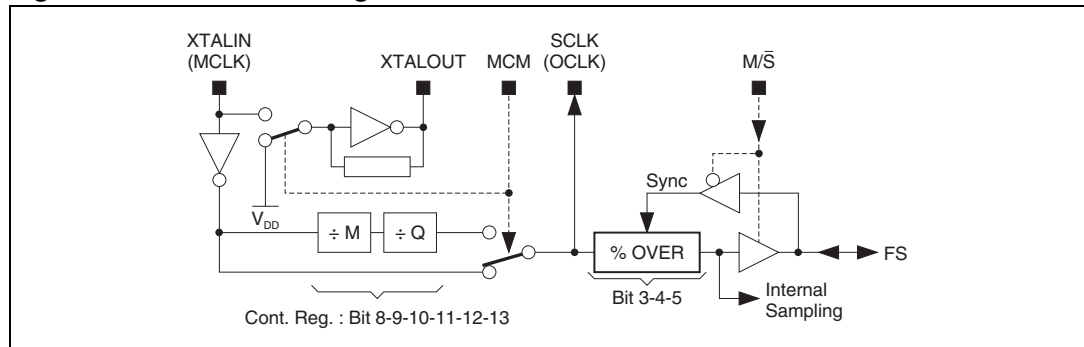 XTALIN
(MCLK)
XTALOUT
MCM
SCLK
(OCLK)
M/S̅
Sync
VDD
÷ M
÷ Q
% OVER
FS
Bit 3-4-5
Internal
Sampling
Cont. Reg. : Bit 8-9-10-11-12-13